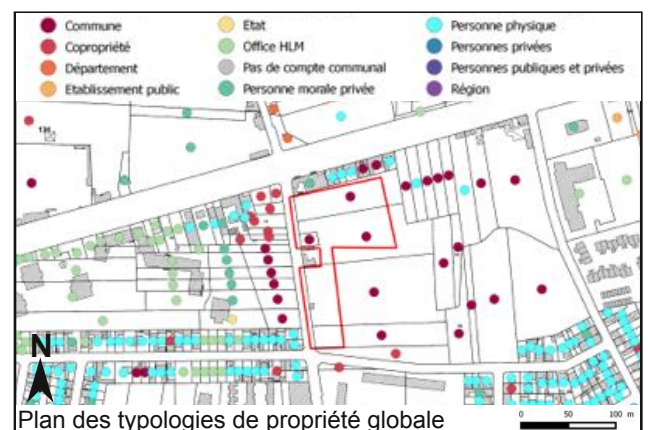 Commune
Copropriété
Département
Etablissement public
Etat
Office HLM
Pas de compte communal
Personne morale privée
Personne physique
Personnes privées
Personnes publiques et privées
Région
N
Plan des typologies de propriété globale
0 50 100 m